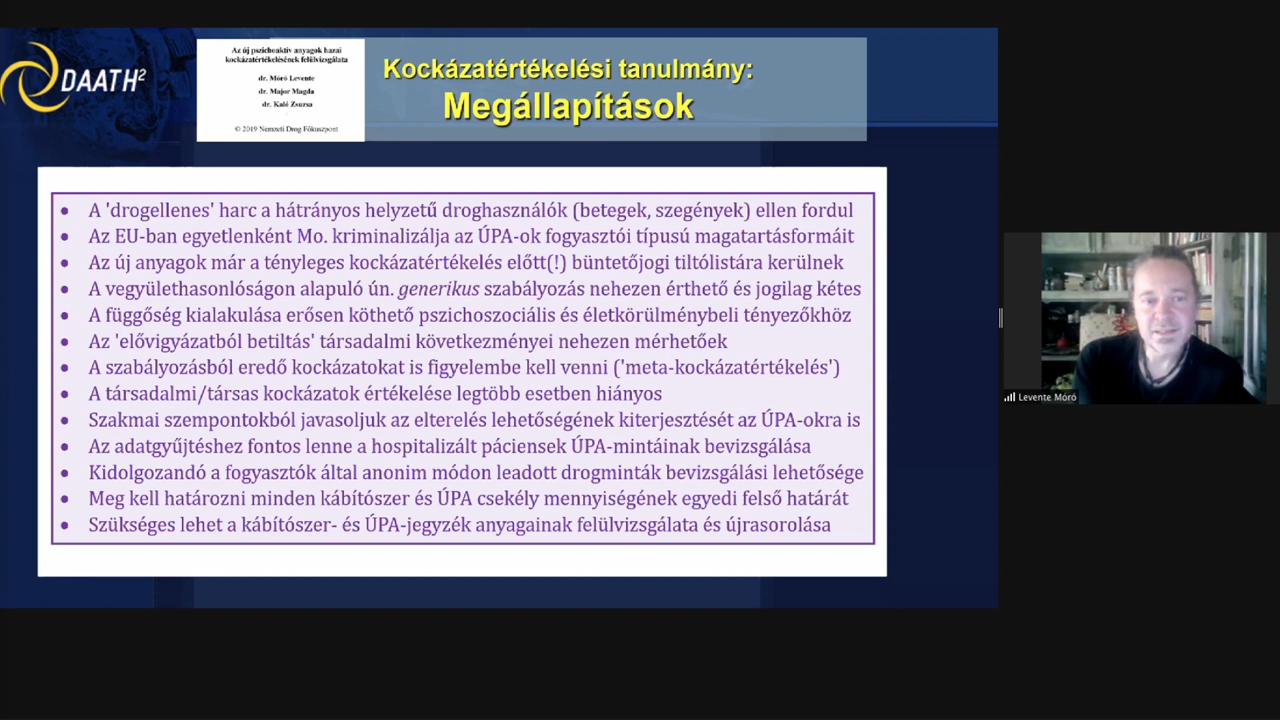 DAATH²
Az új pszichoaktív anyagok hazai
kockázatértékelésének felülvizsgálata
dr. Móró Levente
dr. Major Magda
dr. Kaló Zsuzsa
© 2019 Nemzeti Drog Fókuszpont
Kockázatértékelési tanulmány:
Megállapítások
• A 'drogellenes' harc a hátrányos helyzetű droghasználók (betegek, szegények) ellen fordul
• Az EU-ban egyetlenként Mo. kriminalizálja az ÚPA-ok fogyasztói típusú magatartásformáit
• Az új anyagok már a tényleges kockázatértékelés előtt(!) büntetőjogi tiltólistára kerülnek
• A vegyülethasonlóságon alapuló ún. generikus szabályozás nehezen érthető és jogilag kétes
• A függőség kialakulása erősen köthető pszichoszociális és életkörülménybeli tényezőkhöz
• Az 'elővigyázatból betiltás' társadalmi következményei nehezen mérhetőek
• A szabályozásból eredő kockázatokat is figyelembe kell venni ('meta-kockázatértékelés')
• A társadalmi/társas kockázatok értékelése legtöbb esetben hiányos
• Szakmai szempontokból javasoljuk az elterelés lehetőségének kiterjesztését az ÚPA-okra is
• Az adatgyűjtéshez fontos lenne a hospitalizált páciensek ÚPA-mintáinak bevizsgálása
• Kidolgozandó a fogyasztók által anonim módon leadott drogminták bevizsgálási lehetősége
• Meg kell határozni minden kábítószer és ÚPA csekély mennyiségének egyedi felső határát
• Szükséges lehet a kábítószer- és ÚPA-jegyzék anyagainak felülvizsgálata és újrasorolása
Levente Móró